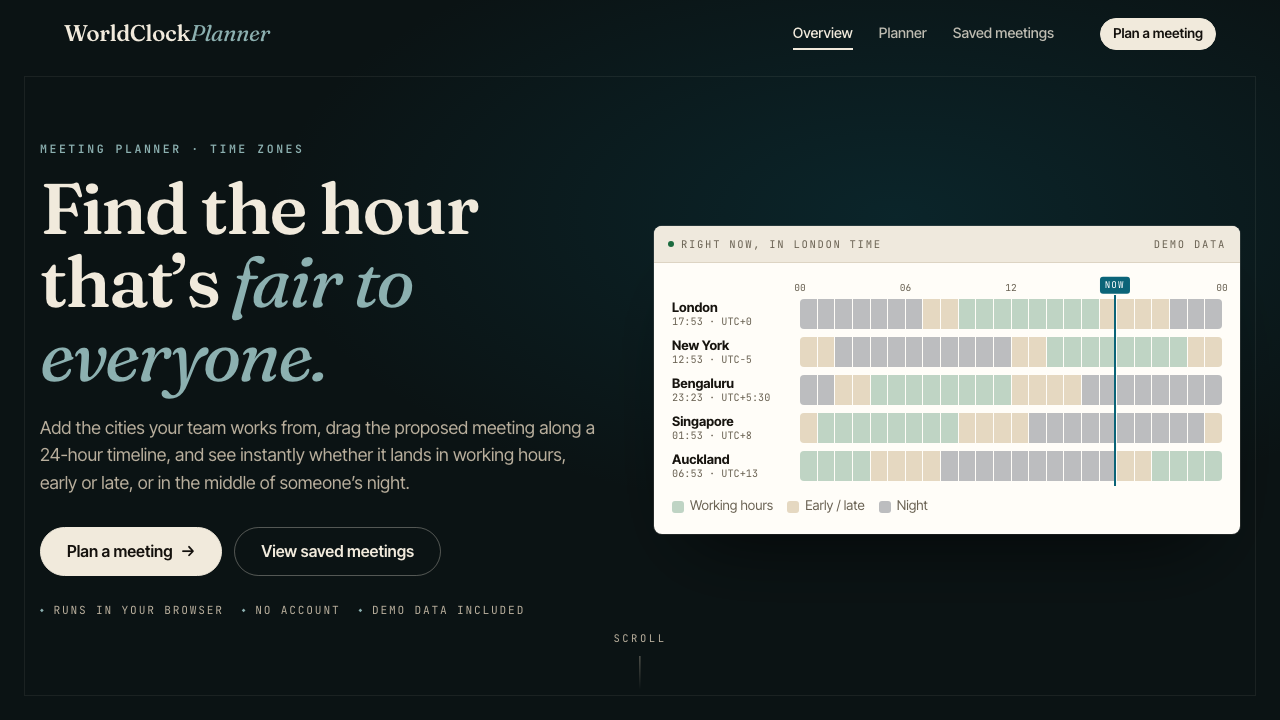 WorldClockPlanner
Overview
Planner
Saved meetings
Plan a meeting
MEETING PLANNER · TIME ZONES
Find the hour
that’s fair to
everyone.
Add the cities your team works from, drag the proposed meeting along a
24-hour timeline, and see instantly whether it lands in working hours,
early or late, or in the middle of someone’s night.
Plan a meeting →
View saved meetings
RUNS IN YOUR BROWSER
NO ACCOUNT
DEMO DATA INCLUDED
RIGHT NOW, IN LONDON TIME
DEMO DATA
00 06 12 NOW 00
London
17:53 · UTC+0
New York
12:53 · UTC-5
Bengaluru
23:23 · UTC+5:30
Singapore
01:53 · UTC+8
Auckland
06:53 · UTC+13
Working hours
Early / late
Night
SCROLL